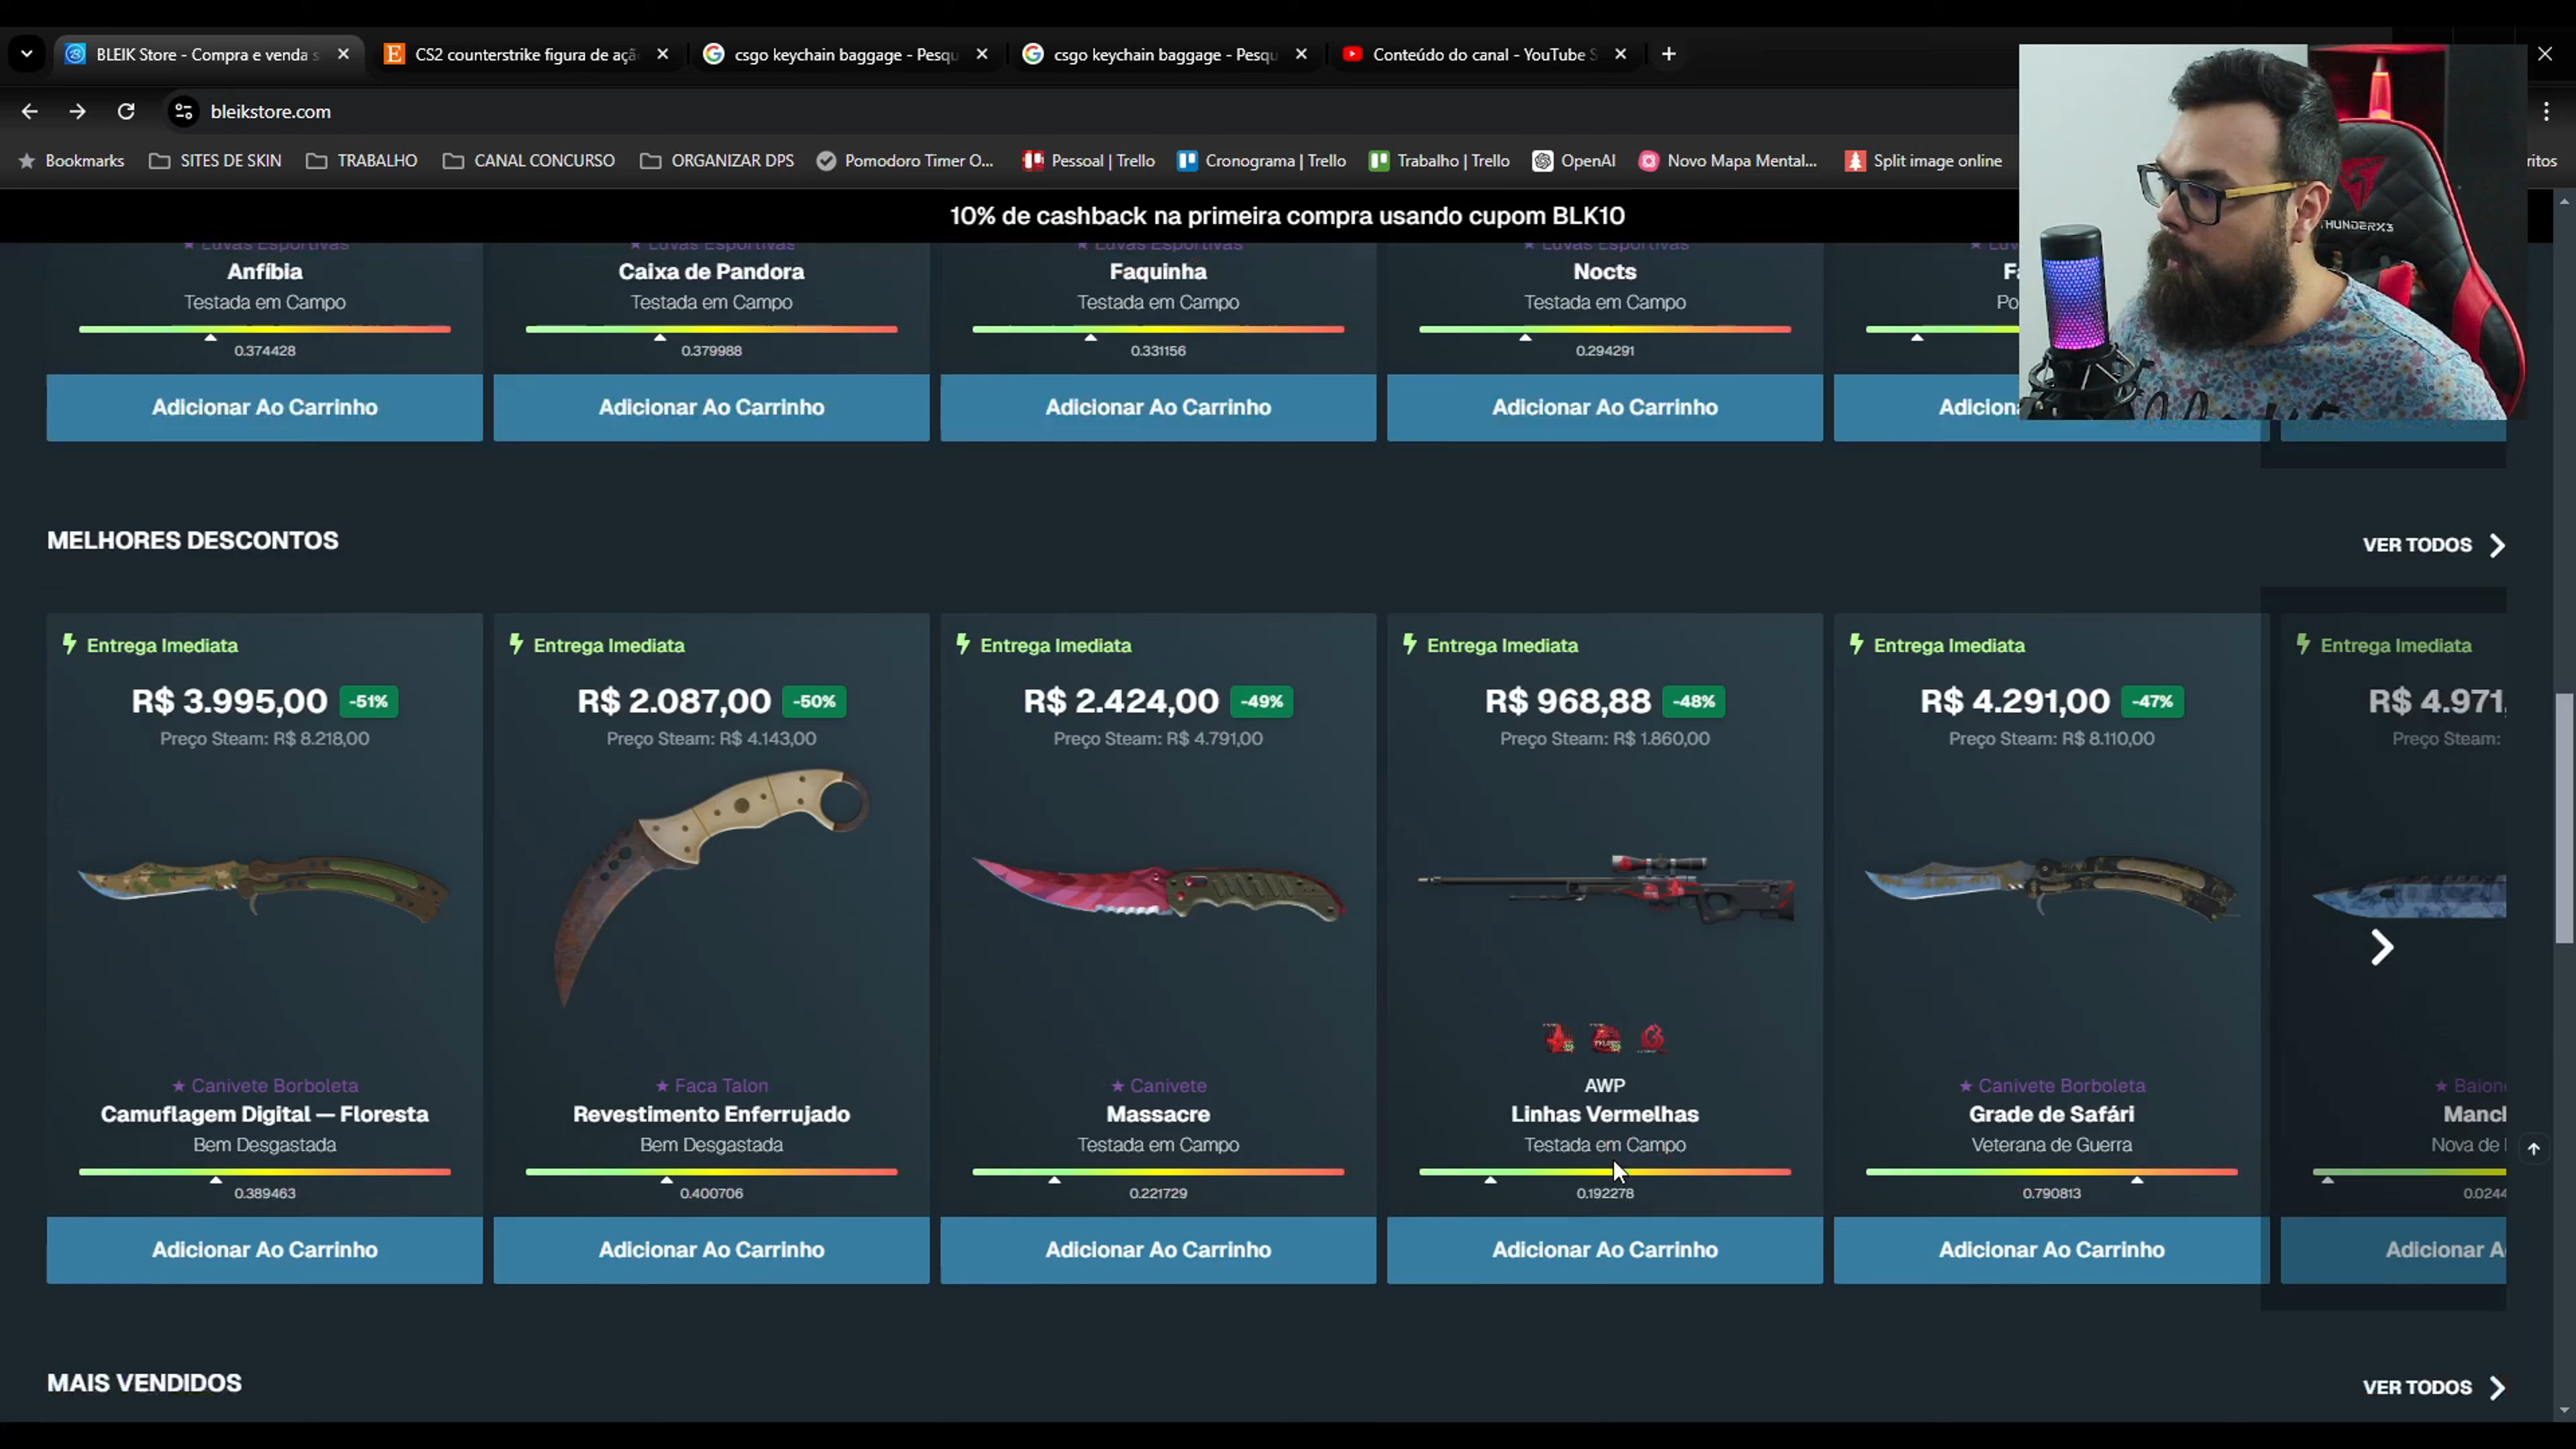 BLEIK Store - Compra e venda s
CS2 counterstrike figura de açã
csgo keychain baggage - Pesqu
csgo keychain baggage - Pesqu
Conteúdo do canal - YouTube S
bleikstore.com
Bookmarks
SITES DE SKIN
TRABALHO
CANAL CONCURSO
ORGANIZAR DPS
Pomodoro Timer O...
Pessoal | Trello
Cronograma | Trello
Trabalho | Trello
OpenAI
Novo Mapa Mental...
Split image online
ritos
THUNDERX3
10% de cashback na primeira compra usando cupom BLK10
★ Luvas Esportivas
Anfíbia
Testada em Campo
0.374428
Adicionar Ao Carrinho
★ Luvas Esportivas
Caixa de Pandora
Testada em Campo
0.379988
Adicionar Ao Carrinho
★ Luvas Esportivas
Faquinha
Testada em Campo
0.331156
Adicionar Ao Carrinho
★ Luvas Esportivas
Nocts
Testada em Campo
0.294291
Adicionar Ao Carrinho
Adicion
MELHORES DESCONTOS
VER TODOS
Entrega Imediata
R$ 3.995,00 -51%
Preço Steam: R$ 8.218,00
★ Canivete Borboleta
Camuflagem Digital — Floresta
Bem Desgastada
0.389463
Adicionar Ao Carrinho
Entrega Imediata
R$ 2.087,00 -50%
Preço Steam: R$ 4.143,00
★ Faca Talon
Revestimento Enferrujado
Bem Desgastada
0.400706
Adicionar Ao Carrinho
Entrega Imediata
R$ 2.424,00 -49%
Preço Steam: R$ 4.791,00
★ Canivete
Massacre
Testada em Campo
0.221729
Adicionar Ao Carrinho
Entrega Imediata
R$ 968,88 -48%
Preço Steam: R$ 1.860,00
AWP
Linhas Vermelhas
Testada em Campo
0.192278
Adicionar Ao Carrinho
Entrega Imediata
R$ 4.291,00 -47%
Preço Steam: R$ 8.110,00
★ Canivete Borboleta
Grade de Safári
Veterana de Guerra
0.790813
Adicionar Ao Carrinho
Entrega Imediata
R$ 4.971,
Preço Steam:
★ Baione
Manch
Nova de
0.0244
Adicionar A
MAIS VENDIDOS
VER TODOS